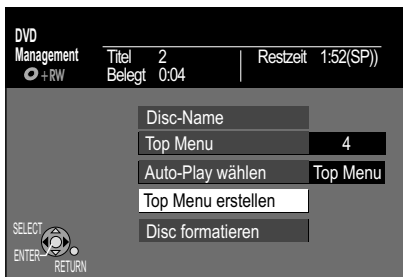 DVD
Management Titel 2 Restzeit 1:52(SP))
+RW Belegt 0:04
Disc-Name
Top Menu 4
Auto-Play wählen Top Menu
Top Menu erstellen
Disc formatieren
SELECT
ENTER
RETURN